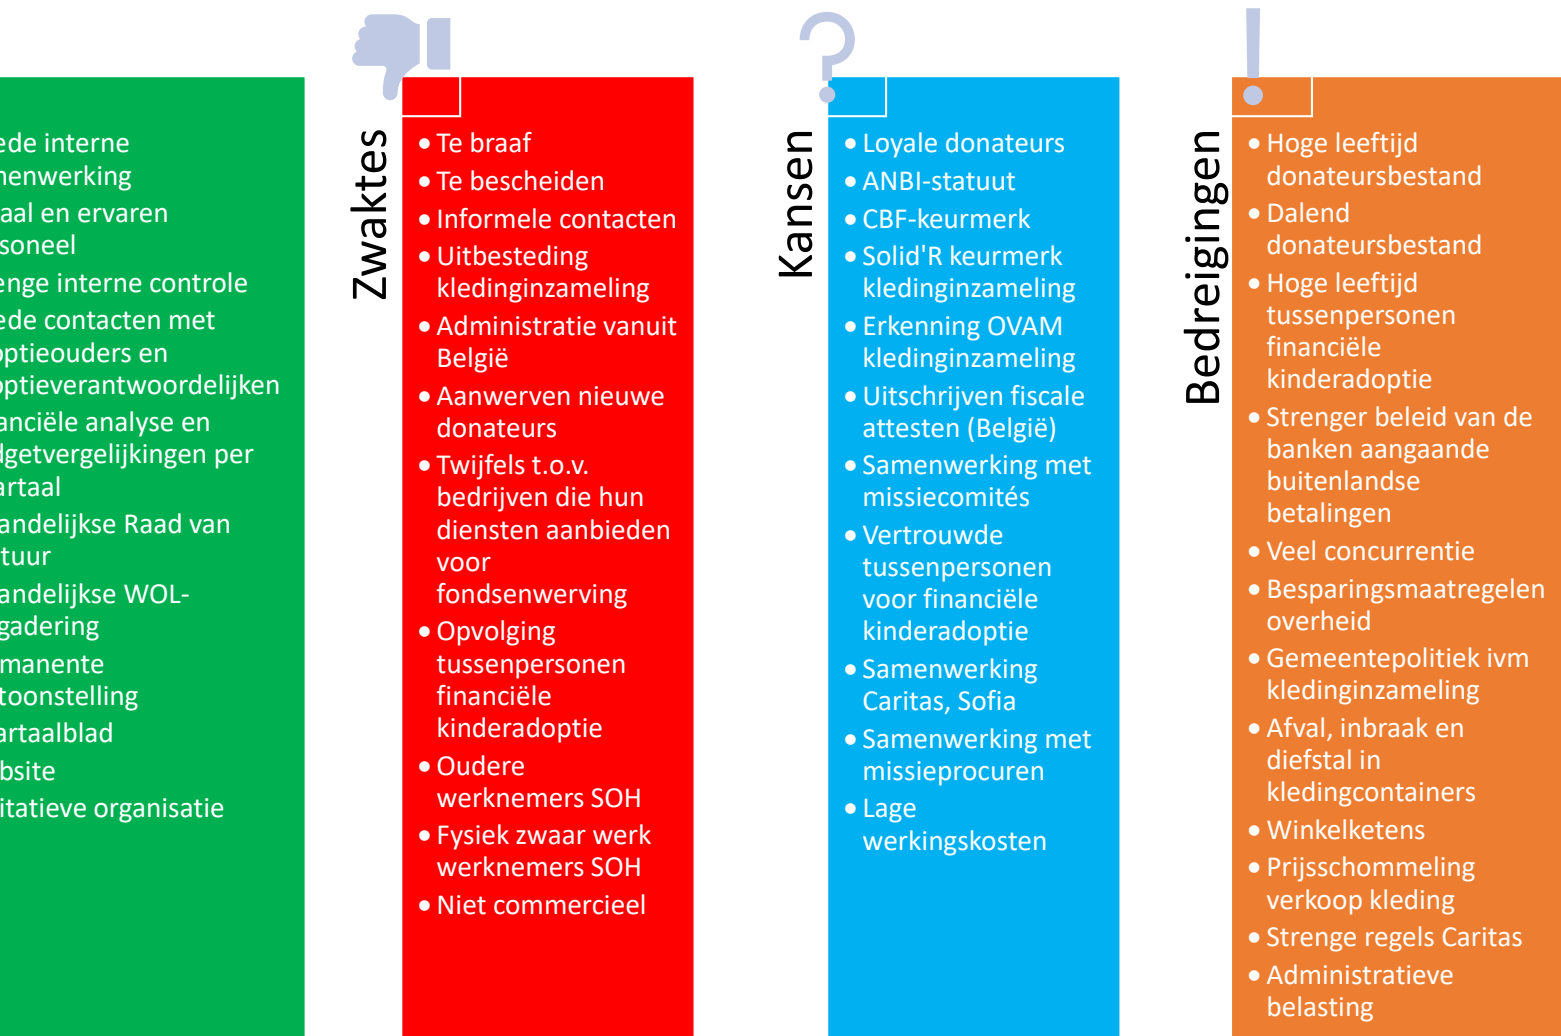 ede interne
menwerking
aal en ervaren
soneel
enge interne controle
ede contacten met
optieouders en
optieverantwoordelijken
anciële analyse en
dgetvergelijkingen per
artaal
andelijkse Raad van
tuur
andelijkse WOL-
gadering
manente
toonstelling
artaalblad
bsite
itatieve organisatie
Zwaktes
• Te braaf
• Te bescheiden
• Informele contacten
• Uitbesteding
kledinginzameling
• Administratie vanuit
België
• Aanwerven nieuwe
donateurs
• Twijfels t.o.v.
bedrijven die hun
diensten aanbieden
voor
fondsenwerving
• Opvolging
tussenpersonen
financiële
kinderadoptie
• Oudere
werknemers SOH
• Fysiek zwaar werk
werknemers SOH
• Niet commercieel
?
Kansen
• Loyale donateurs
• ANBI-statuut
• CBF-keurmerk
• Solid'R keurmerk
kledinginzameling
• Erkenning OVAM
kledinginzameling
• Uitschrijven fiscale
attesten (België)
• Samenwerking met
missiecomités
• Vertrouwde
tussenpersonen
voor financiële
kinderadoptie
• Samenwerking
Caritas, Sofia
• Samenwerking met
missieprocuren
• Lage
werkingskosten
!
Bedreigingen
• Hoge leeftijd
donateursbestand
• Dalend
donateursbestand
• Hoge leeftijd
tussenpersonen
financiële
kinderadoptie
• Strenger beleid van de
banken aangaande
buitenlandse
betalingen
• Veel concurrentie
• Besparingsmaatregelen
overheid
• Gemeentepolitiek ivm
kledinginzameling
• Afval, inbraak en
diefstal in
kledingcontainers
• Winkelketens
• Prijsschommeling
verkoop kleding
• Strenge regels Caritas
• Administratieve
belasting